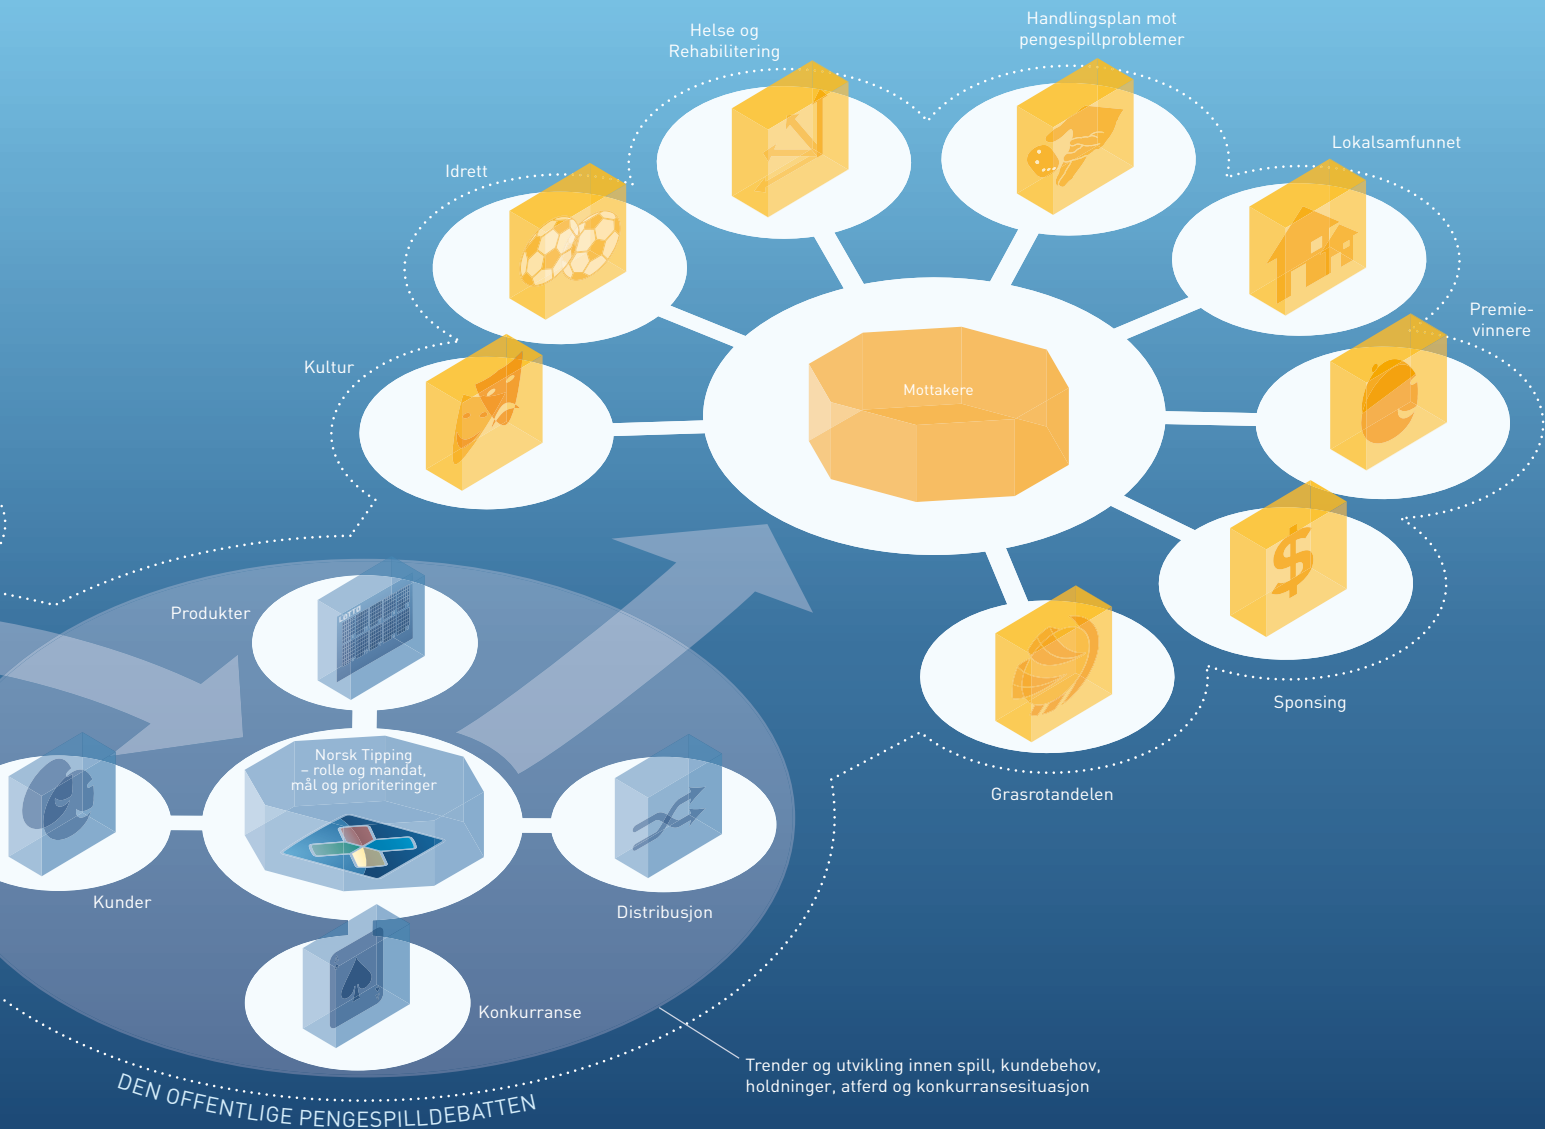 Handlingsplan mot
pengespillproblemer
Helse og
Rehabilitering
Lokalsamfunnet
Idrett
Premie-
vinnere
Kultur
Mottakere
$
Produkter
LOTTO
Sponsing
Norsk Tipping
– rolle og mandat,
mål og prioriteringer
Grasrotandelen
Kunder
Distribusjon
Konkurranse
Trender og utvikling innen spill, kundebehov,
holdninger, atferd og konkurransesituasjon
DEN OFFENTLIGE PENGESPILLDEBATTEN